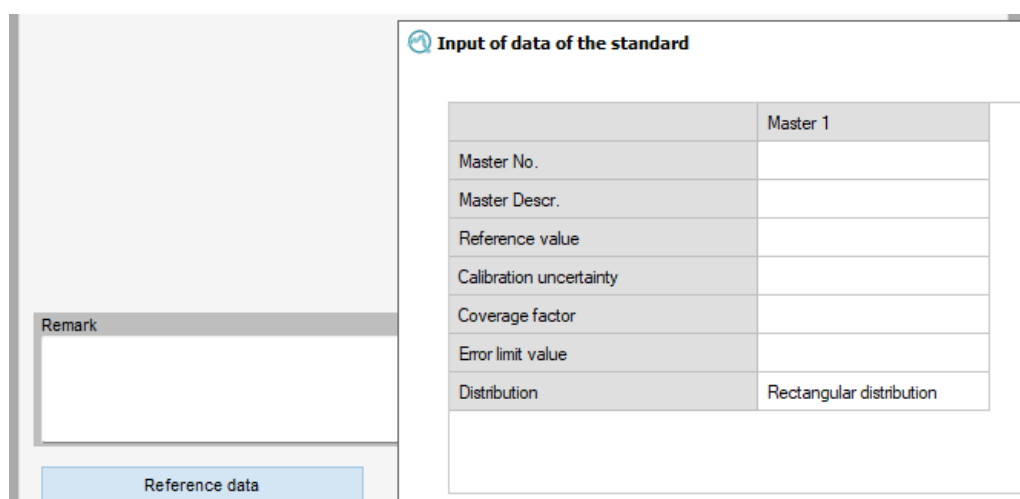 Input of data of the standard
Master 1
Master No.
Master Descr.
Reference value
Calibration uncertainty
Coverage factor
Error limit value
Distribution Rectangular distribution
Remark
Reference data